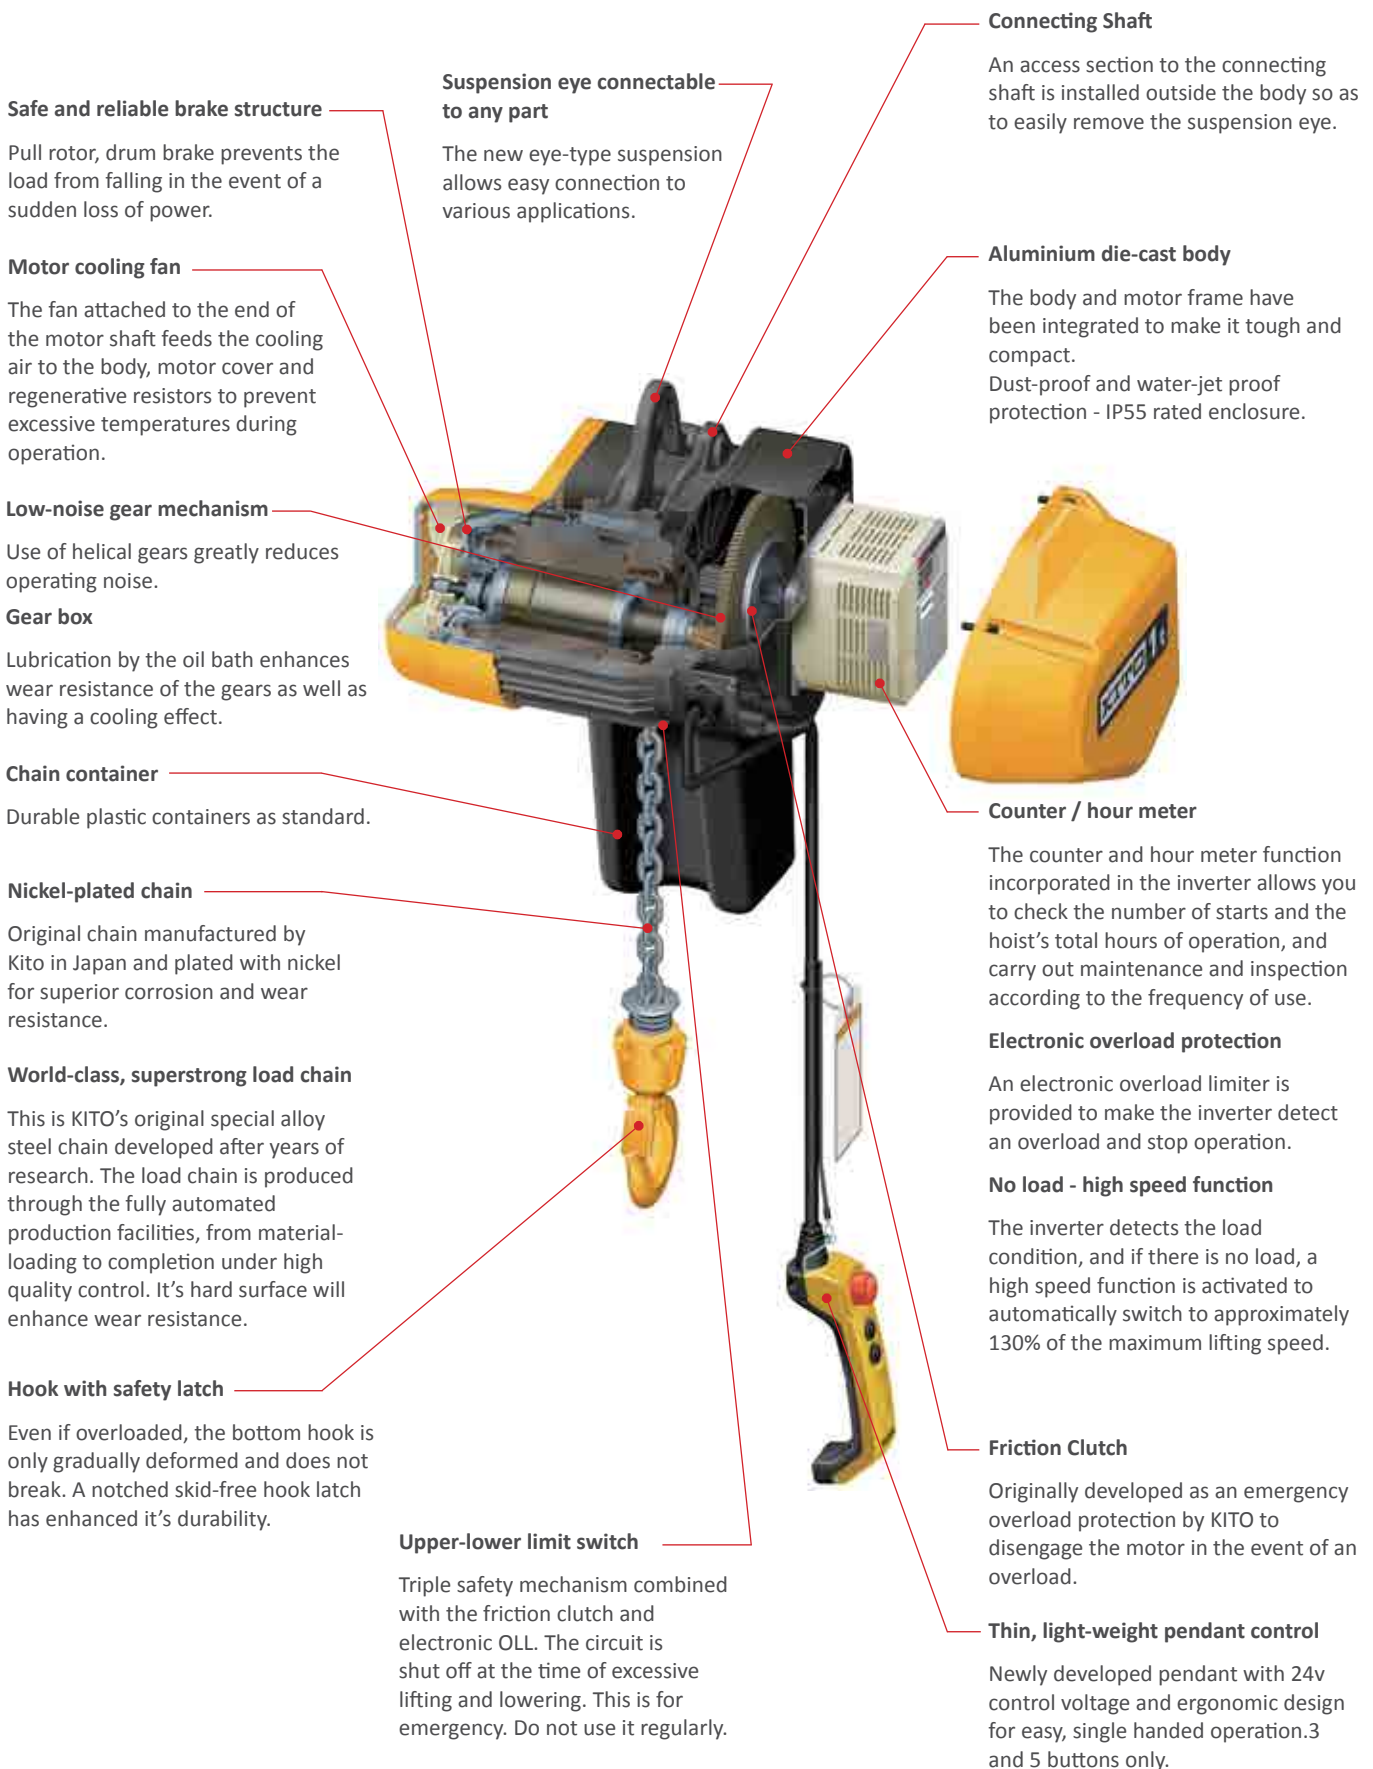 Connecting Shaft
An access section to the connecting
shaft is installed outside the body so as
to easily remove the suspension eye.
Suspension eye connectable
to any part
The new eye-type suspension
allows easy connection to
various applications.
Safe and reliable brake structure
Pull rotor, drum brake prevents the
load from falling in the event of a
sudden loss of power.
Motor cooling fan
The fan attached to the end of
the motor shaft feeds the cooling
air to the body, motor cover and
regenerative resistors to prevent
excessive temperatures during
operation.
Aluminium die-cast body
The body and motor frame have
been integrated to make it tough and
compact.
Dust-proof and water-jet proof
protection - IP55 rated enclosure.
Low-noise gear mechanism
Use of helical gears greatly reduces
operating noise.
Gear box
Lubrication by the oil bath enhances
wear resistance of the gears as well as
having a cooling effect.
Chain container
Durable plastic containers as standard.
Nickel-plated chain
Original chain manufactured by
Kito in Japan and plated with nickel
for superior corrosion and wear
resistance.
World-class, superstrong load chain
This is KITO's original special alloy
steel chain developed after years of
research. The load chain is produced
through the fully automated
production facilities, from material-
loading to completion under high
quality control. It's hard surface will
enhance wear resistance.
Hook with safety latch
Even if overloaded, the bottom hook is
only gradually deformed and does not
break. A notched skid-free hook latch
has enhanced it's durability.
Counter / hour meter
The counter and hour meter function
incorporated in the inverter allows you
to check the number of starts and the
hoist's total hours of operation, and
carry out maintenance and inspection
according to the frequency of use.
Electronic overload protection
An electronic overload limiter is
provided to make the inverter detect
an overload and stop operation.
No load - high speed function
The inverter detects the load
condition, and if there is no load, a
high speed function is activated to
automatically switch to approximately
130% of the maximum lifting speed.
Friction Clutch
Originally developed as an emergency
overload protection by KITO to
disengage the motor in the event of an
overload.
Upper-lower limit switch
Triple safety mechanism combined
with the friction clutch and
electronic OLL. The circuit is
shut off at the time of excessive
lifting and lowering. This is for
emergency. Do not use it regularly.
Thin, light-weight pendant control
Newly developed pendant with 24v
control voltage and ergonomic design
for easy, single handed operation.3
and 5 buttons only.